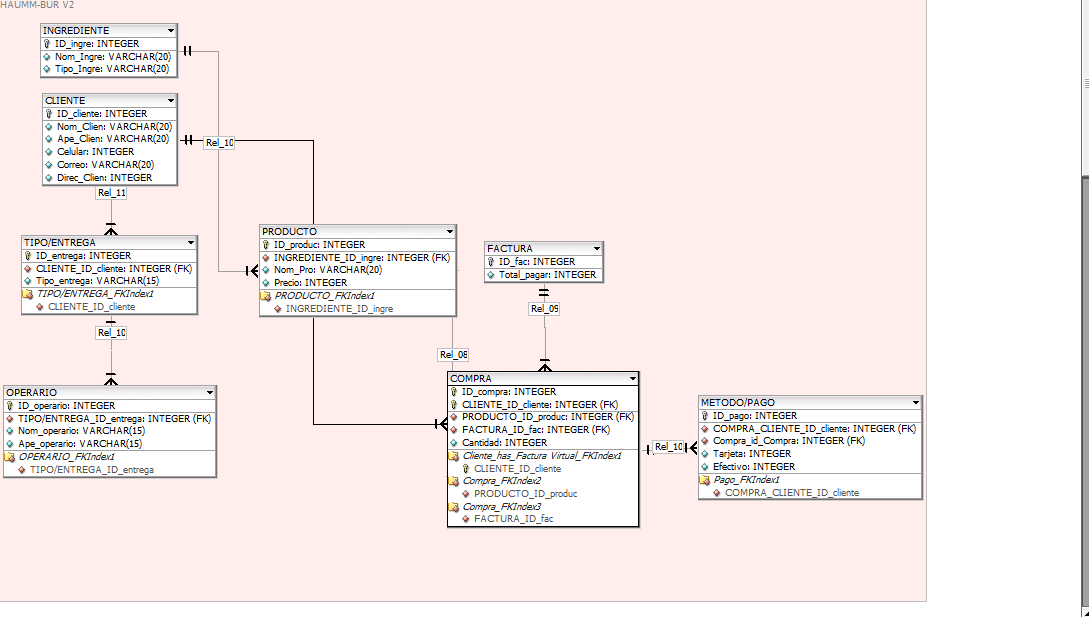 HAUMM-BUR V2
INGREDIENTE
ID_ingre: INTEGER
Nom_Ingre: VARCHAR(20)
Tipo_Ingre: VARCHAR(20)
CLIENTE
ID_cliente: INTEGER
Nom_Clien: VARCHAR(20)
Ape_Clien: VARCHAR(20)
Celular: INTEGER
Correo: VARCHAR(20)
Direc_Clien: INTEGER
Rel_10
Rel_11
TIPO/ENTREGA
ID_entrega: INTEGER
CLIENTE_ID_cliente: INTEGER (FK)
Tipo_entrega: VARCHAR(15)
TIPO/ENTREGA_FKIndex1
CLIENTE_ID_cliente
PRODUCTO
ID_produc: INTEGER
INGREDIENTE_ID_ingre: INTEGER (FK)
Nom_Pro: VARCHAR(20)
Precio: INTEGER
PRODUCTO_FKIndex1
INGREDIENTE_ID_ingre
FACTURA
ID_fac: INTEGER
Total_pagar: INTEGER
Rel_09
Rel_10
Rel_08
OPERARIO
ID_operario: INTEGER
TIPO/ENTREGA_ID_entrega: INTEGER (FK)
Nom_operario: VARCHAR(15)
Ape_operario: VARCHAR(15)
OPERARIO_FKIndex1
TIPO/ENTREGA_ID_entrega
COMPRA
ID_compra: INTEGER
CLIENTE_ID_cliente: INTEGER (FK)
PRODUCTO_ID_produc: INTEGER (FK)
FACTURA_ID_fac: INTEGER (FK)
Cantidad: INTEGER
Cliente_has_Factura Virtual_FKIndex1
CLIENTE_ID_cliente
Compra_FKIndex2
PRODUCTO_ID_produc
Compra_FKIndex3
FACTURA_ID_fac
Rel_10
METODO/PAGO
ID_pago: INTEGER
COMPRA_CLIENTE_ID_cliente: INTEGER (FK)
Compra_id_Compra: INTEGER (FK)
Tarjeta: INTEGER
Efectivo: INTEGER
Pago_FKIndex1
COMPRA_CLIENTE_ID_cliente